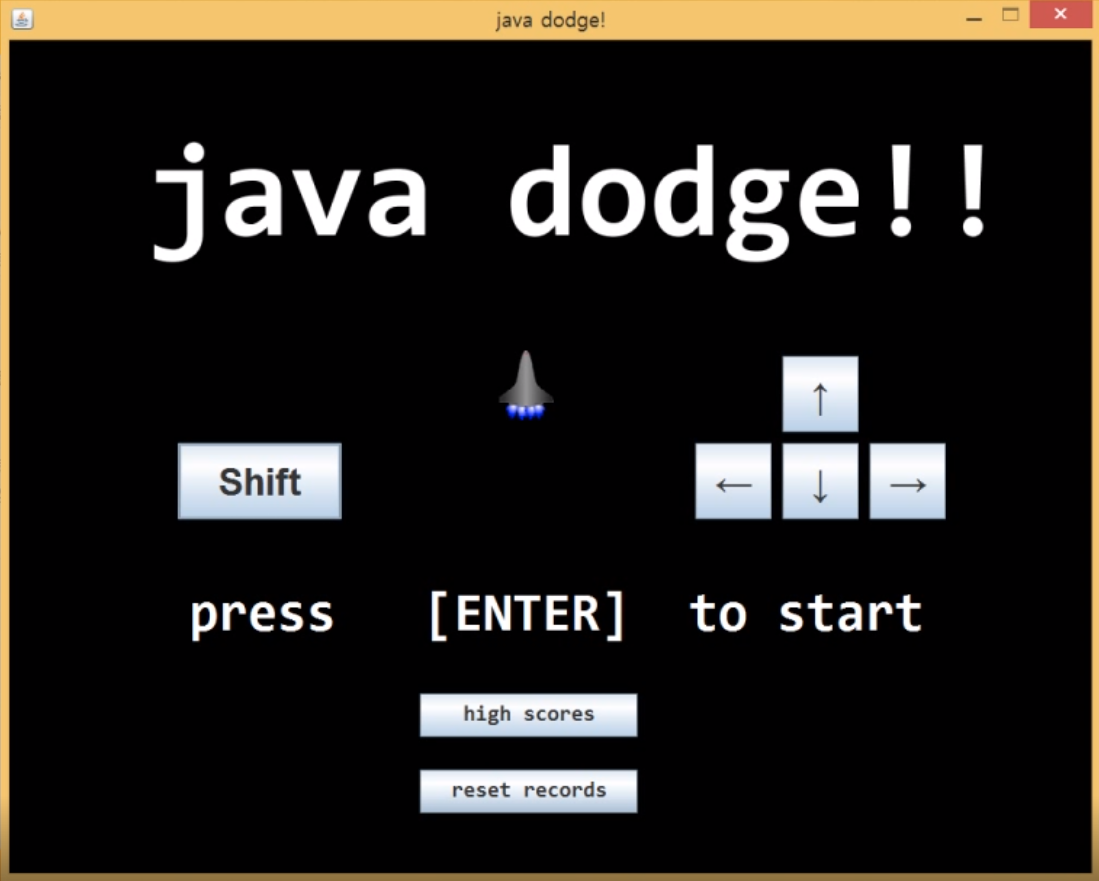 java dodge!
java dodge!!
↑
Shift ← ↓ →
press [ENTER] to start
high scores
reset records